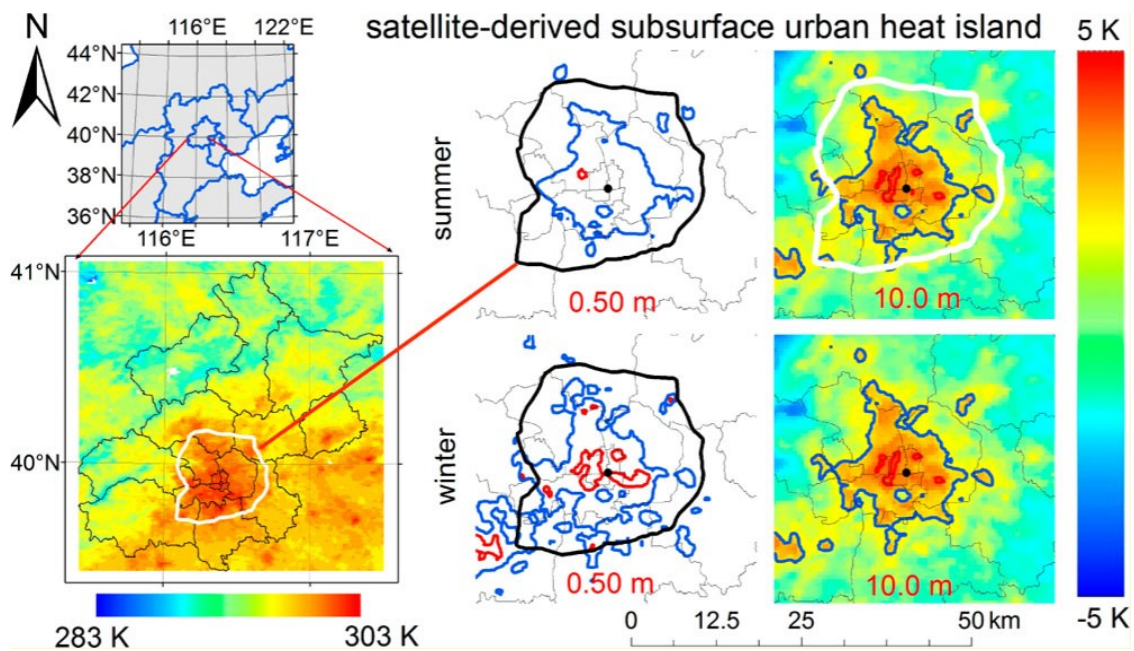 N
116°E 122°E
satellite-derived subsurface urban heat island
5 K
44°N
42°N
40°N
38°N
36°N
116°E 117°E
summer
0.50 m
10.0 m
41°N
40°N
winter
0.50 m
10.0 m
283 K 303 K
0 12.5 25 50 km
-5 K